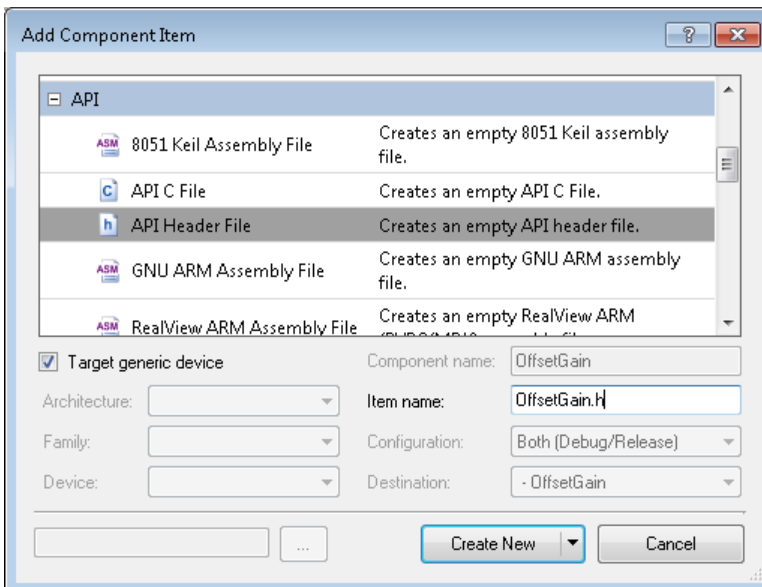 Add Component Item
?
API
ASM 8051 Keil Assembly File Creates an empty 8051 Keil assembly
file.
C API C File Creates an empty API C File.
h API Header File Creates an empty API header file.
ASM GNU ARM Assembly File Creates an empty GNU ARM assembly
file.
ASM RealView ARM Assembly File Creates an empty RealView ARM
Target generic device Component name: OffsetGain
Architecture: Item name: OffsetGain.h
Family: Configuration: Both (Debug/Release)
Device: Destination: - OffsetGain
... Create New Cancel